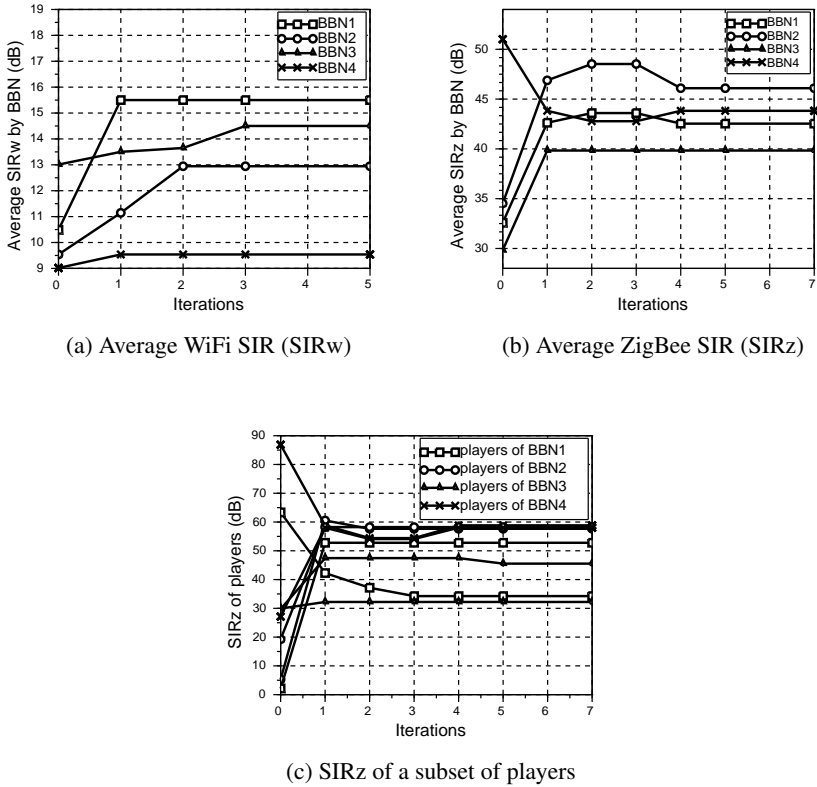 19
18
17
16
15
14
13
12
11
10
9
Average SIRw by BBN (dB)
BBN1
BBN2
BBN3
BBN4
0 1 2 3 4 5
Iterations
(a) Average WiFi SIR (SIRw)
50
45
40
35
30
Average SIRz by BBN (dB)
BBN1
BBN2
BBN3
BBN4
0 1 2 3 4 5 6 7
Iterations
(b) Average ZigBee SIR (SIRz)
90
80
70
60
50
40
30
20
10
0
SIRz of players (dB)
players of BBN1
players of BBN2
players of BBN3
players of BBN4
0 1 2 3 4 5 6 7
Iterations
(c) SIRz of a subset of players